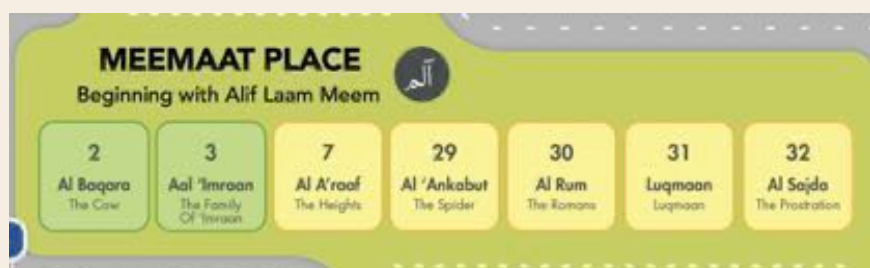 MEEMAAT PLACE
Beginning with Alif Laam Meem
آلم
2
Al Baqara
The Cow
3
Aal 'Imraan
The Family
Of 'Imraan
7
Al A'raaf
The Heights
29
Al 'Ankabut
The Spider
30
Al Rum
The Romans
31
Luqmaan
Luqmaan
32
Al Sajda
The Prostration